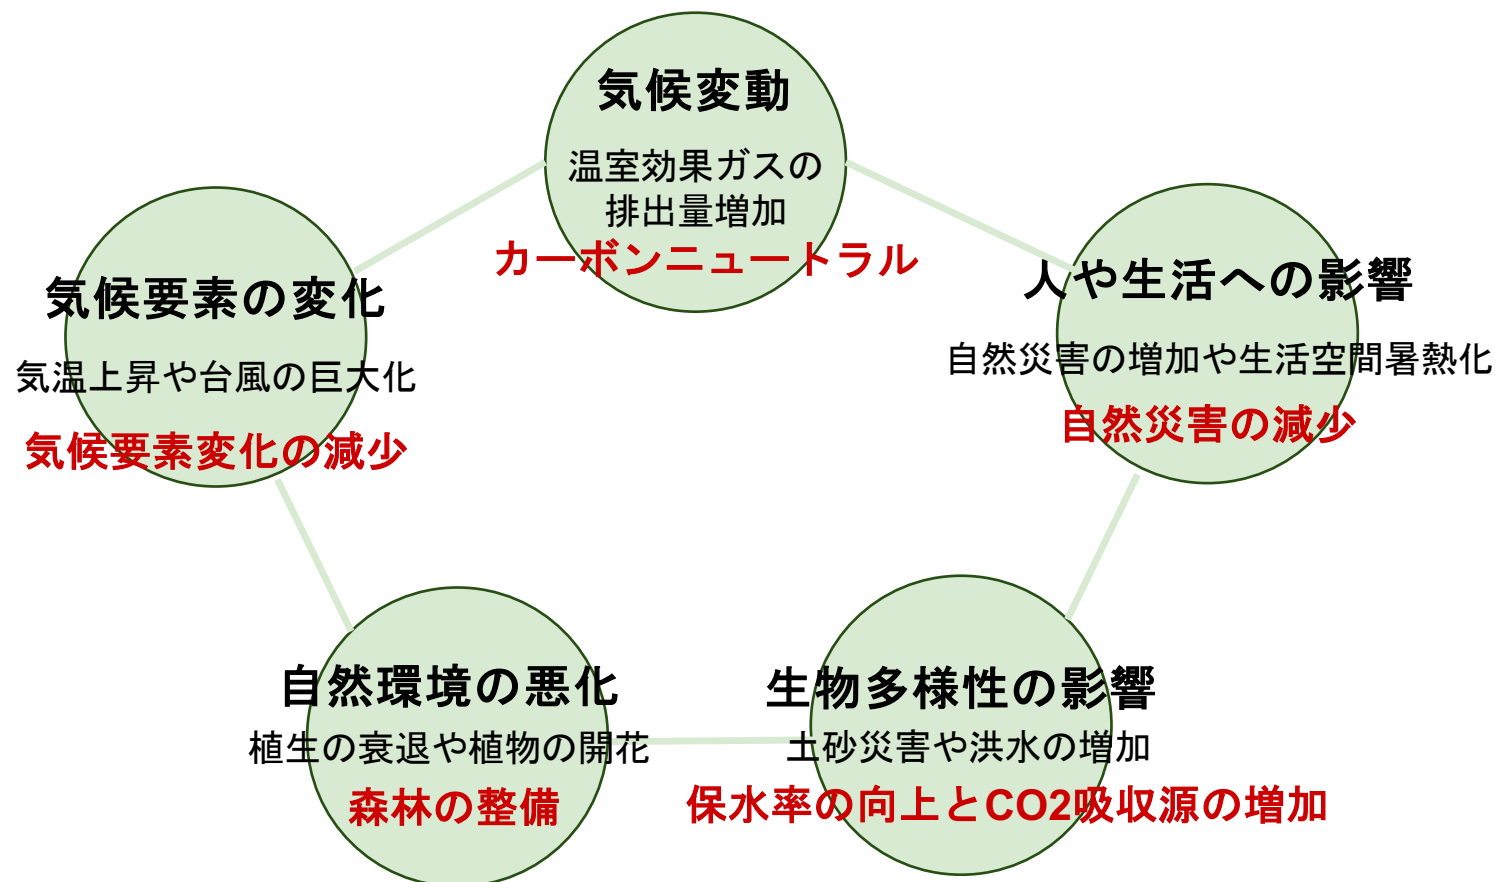 気候変動
温室効果ガスの
排出量増加
カーボンニュートラル
気候要素の変化
気温上昇や台風の巨大化
気候要素変化の減少
人や生活への影響
自然災害の増加や生活空間暑熱化
自然災害の減少
自然環境の悪化
植生の衰退や植物の開花
森林の整備
生物多様性の影響
土砂災害や洪水の増加
保水率の向上とCO2吸収源の増加